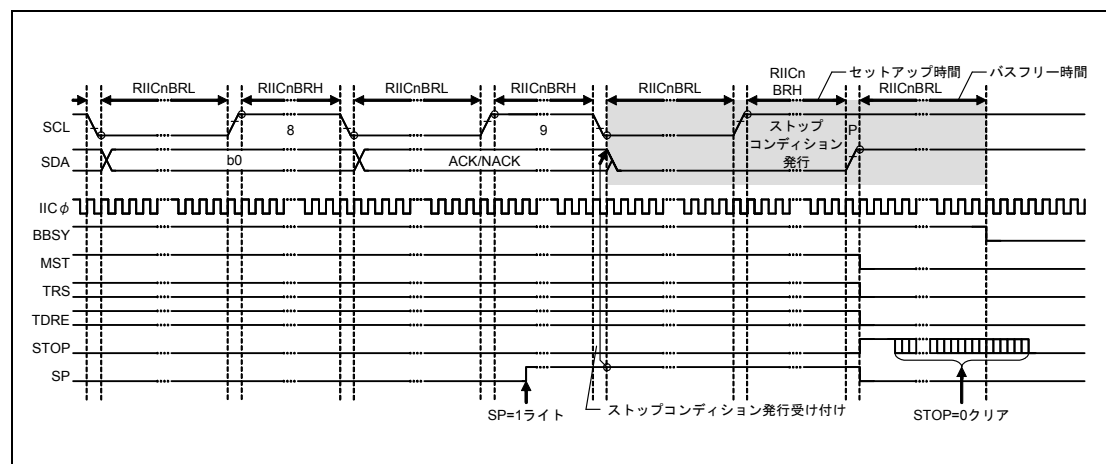 RIICnBRL RIICnBRH RIICnBRL RIICnBRH RIICnBRL RIICn
BRH セットアップ時間 RIICnBRL バスフリー時間
SCL 8 9 ストップ
コンディション
発行 P
SDA b0 ACK/NACK
IICφ
BBSY
MST
TRS
TDRE
STOP
SP
SP=1ライト ストップコンディション発行受け付け STOP=0クリア